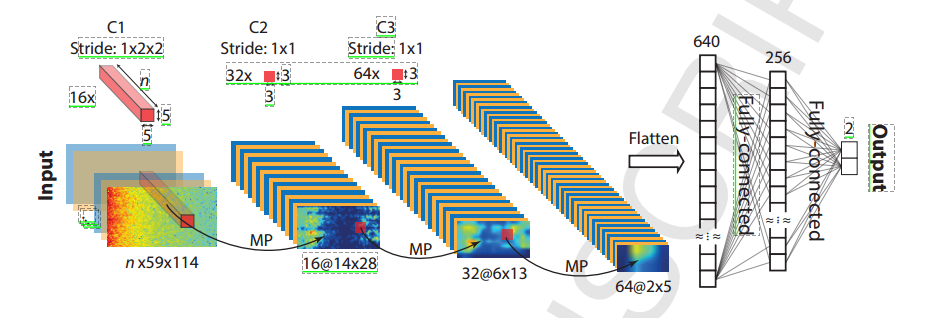 C1
Stride: 1x2x2
C2
Stride: 1x1
C3
Stride: 1x1
16x
n
5
5
32x
3
3
64x
3
3
640
256
2
Input
MP
MP
MP
Flatten
Fully-connected
Fully-connected
Output
n x59x114
16@14x28
32@6x13
64@2x5